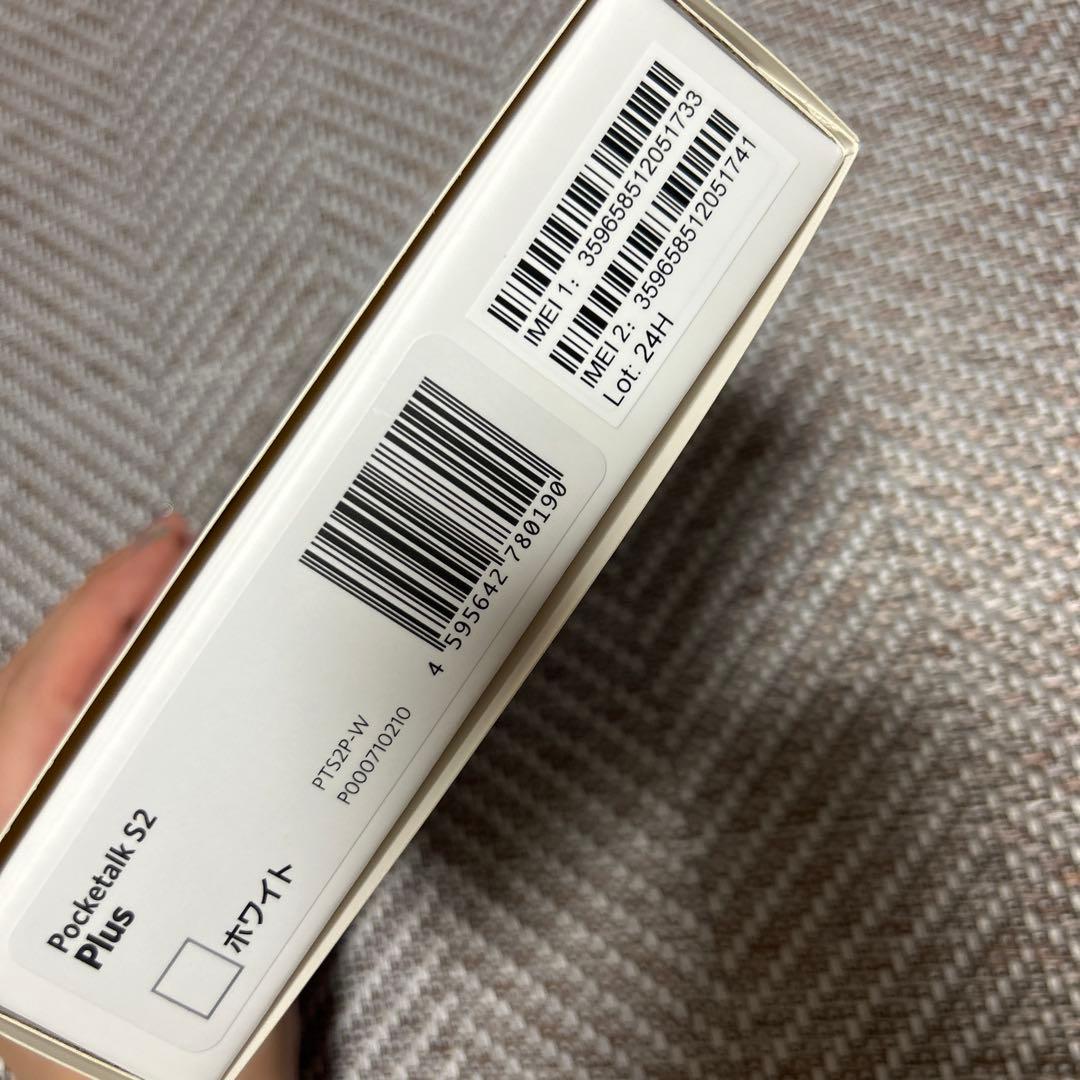 Pocketalk S2
Plus
ホワイト
PTS2P-W
P000710210
4 595642 780190
IMEI 1: 359658512051733
IMEI 2: 359658512051741
Lot: 24H